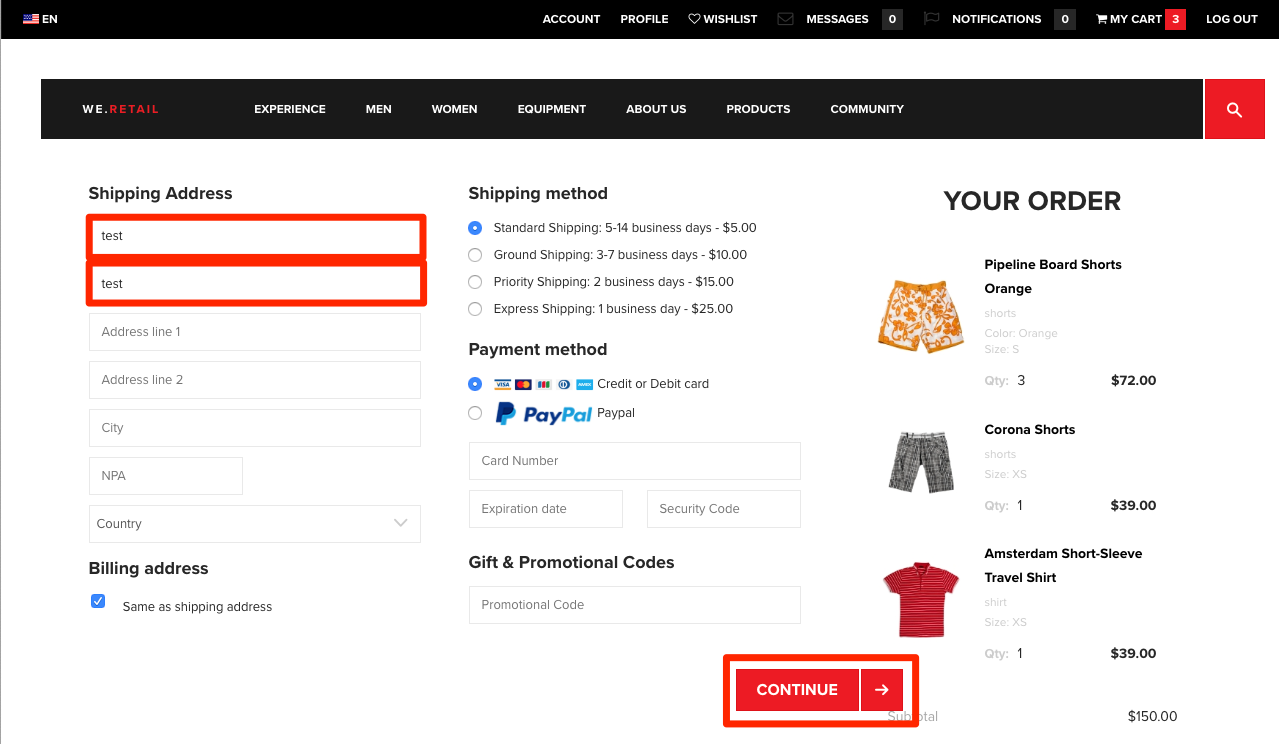 EN
ACCOUNT PROFILE WISHLIST MESSAGES 0 NOTIFICATIONS 0 MY CART 3 LOG OUT
WE.RETAIL EXPERIENCE MEN WOMEN EQUIPMENT ABOUT US PRODUCTS COMMUNITY
Shipping Address
test
test
Address line 1
Address line 2
City
NPA
Country
Billing address
Same as shipping address
Shipping method
Standard Shipping: 5-14 business days - $5.00
Ground Shipping: 3-7 business days - $10.00
Priority Shipping: 2 business days - $15.00
Express Shipping: 1 business day - $25.00
Payment method
VISA Credit or Debit card
PayPal Paypal
Card Number
Expiration date Security Code
Gift & Promotional Codes
Promotional Code
CONTINUE
YOUR ORDER
Pipeline Board Shorts
Orange
shorts
Color: Orange
Size: S
Qty: 3 $72.00
Corona Shorts
shorts
Size: XS
Qty: 1 $39.00
Amsterdam Short-Sleeve
Travel Shirt
shirt
Size: XS
Qty: 1 $39.00
Subtotal $150.00